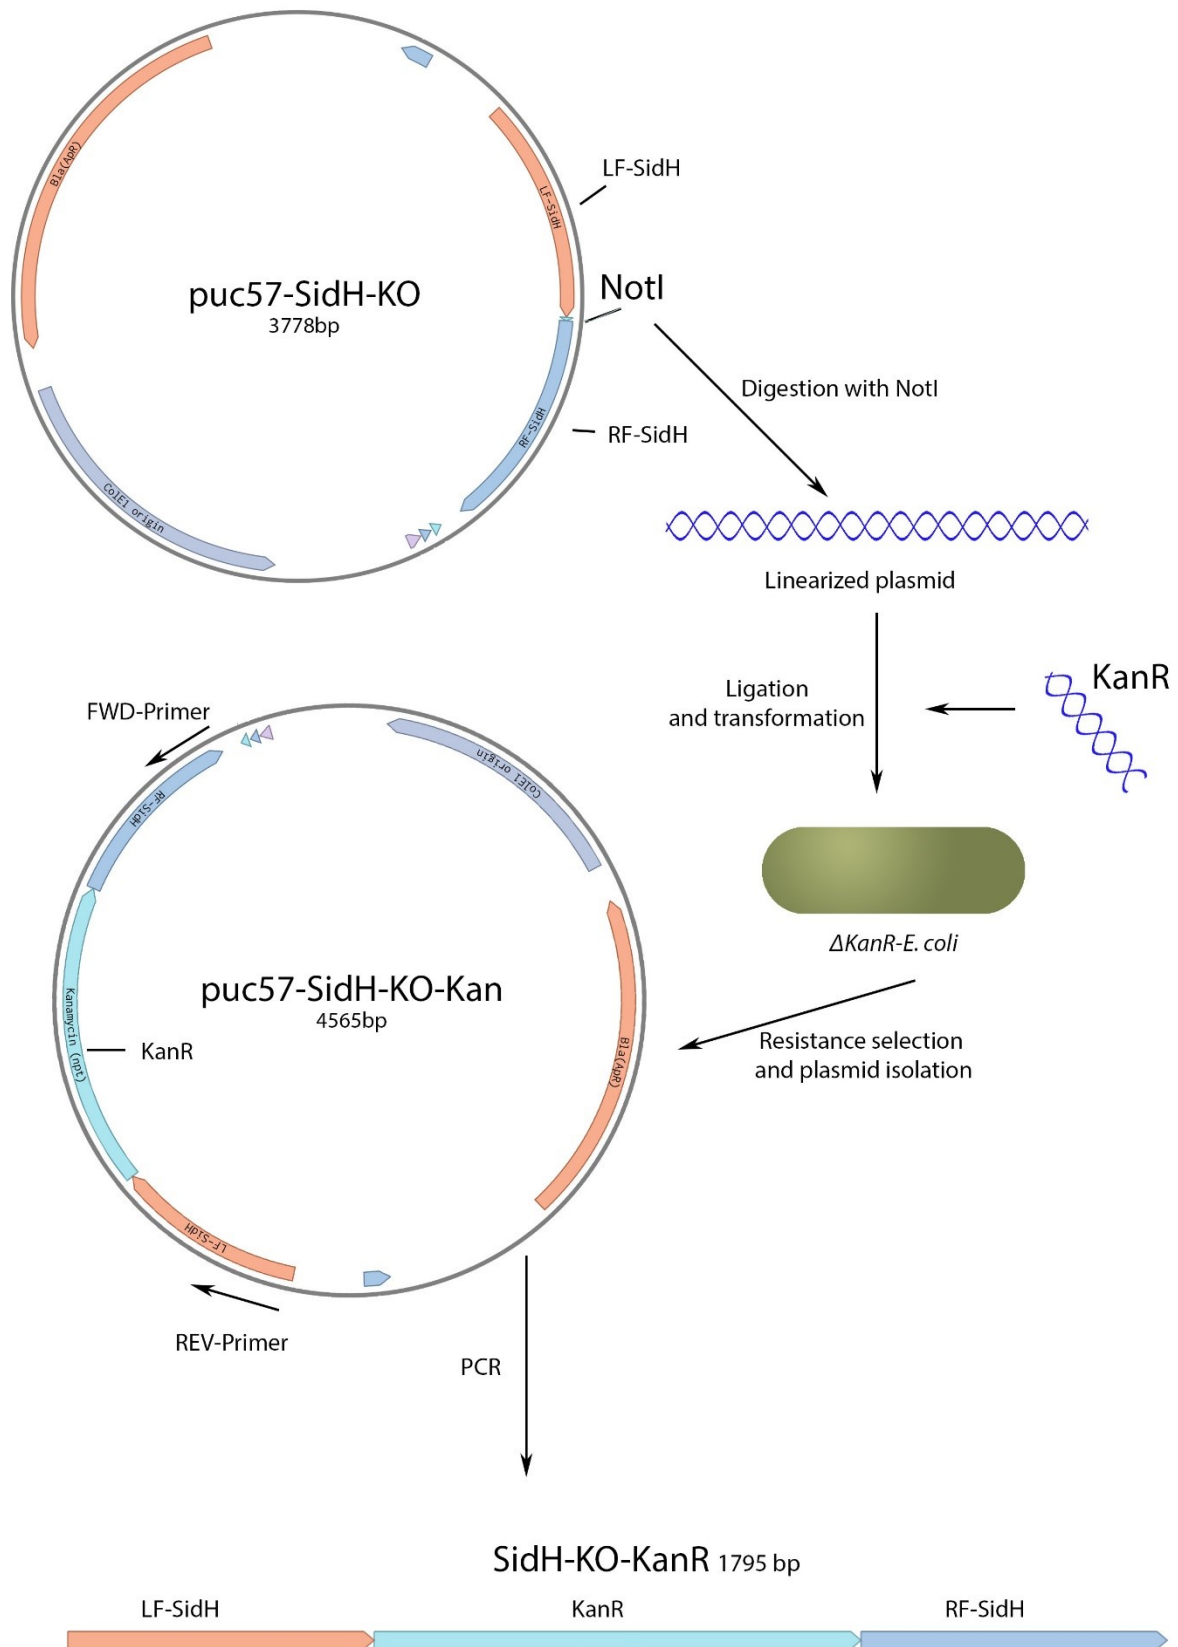 Bla(ApR)
LF-SidH
LF-SidH
puc57-SidH-KO
3778bp
NotI
Digestion with NotI
RF-SidH
RF-SidH
ColE1 origin
Linearized plasmid
KanR
Ligation
and transformation
FWD-Primer
RF-SidH
ColE1 origin
ΔKanR-E. coli
puc57-SidH-KO-Kan
4565bp
Kanamycin (npt)
KanR
Resistance selection
and plasmid isolation
Bla(ApR)
LF-SidH
REV-Primer
PCR
SidH-KO-KanR 1795 bp
LF-SidH
KanR
RF-SidH